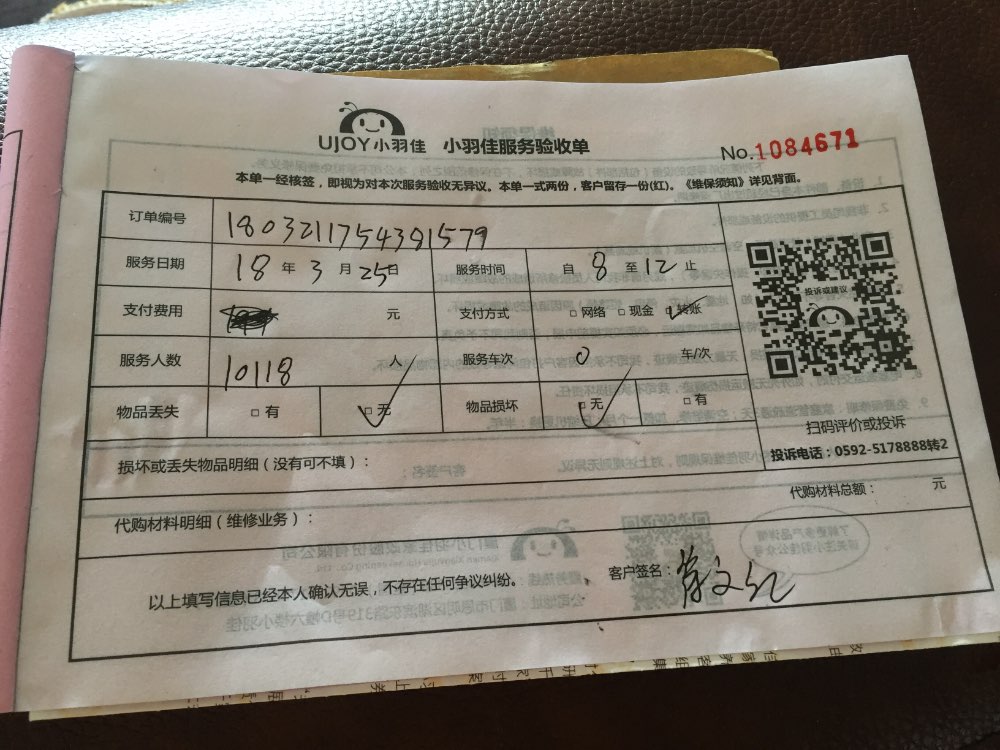 UJOY小羽佳 小羽佳服务验收单
No.1084671
本单一经核签，即视为对本次服务验收无异议。本单一式两份，客户留存一份(红)。《维保须知》详见背面。
订单编号 1803211754391579
服务日期 18年3月25日 服务时间 自8至12止
支付费用 元 支付方式 □网络 □现金 □转账
服务人数 10118 人 服务车次 0 车/次
物品丢失 □有 □无 物品损坏 □无 □有
投诉或建议
扫码评价或投诉
投诉电话：0592-5178888转2
损坏或丢失物品明细（没有可不填）：
代购材料总额： 元
代购材料明细（维修业务）：
以上填写信息已经本人确认无误，不存在任何争议纠纷。 客户签名：